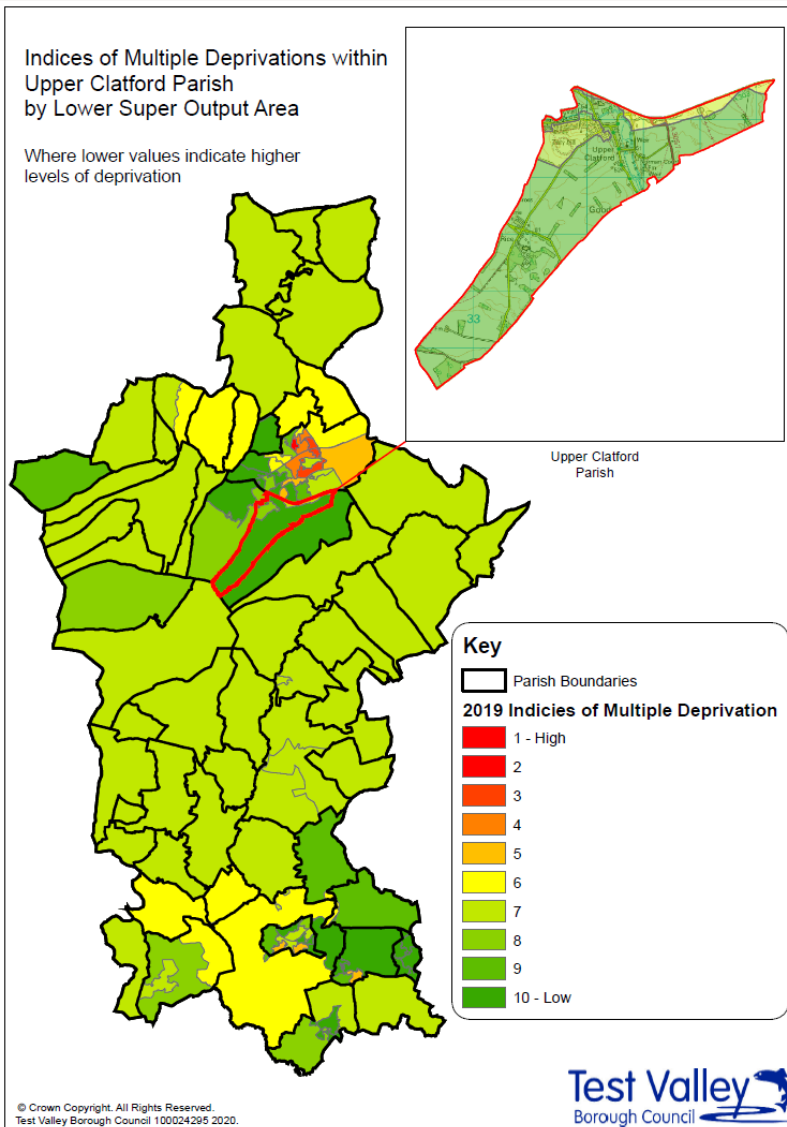 Indices of Multiple Deprivations within
Upper Clatford Parish
by Lower Super Output Area
Where lower values indicate higher
levels of deprivation
Upper
Clatford
Good
33
Upper Clatford
Parish
Key
Parish Boundaries
2019 Indicies of Multiple Deprivation
1 - High
2
3
4
5
6
7
8
9
10 - Low
© Crown Copyright. All Rights Reserved.
Test Valley Borough Council 100024295 2020.
Test Valley
Borough Council